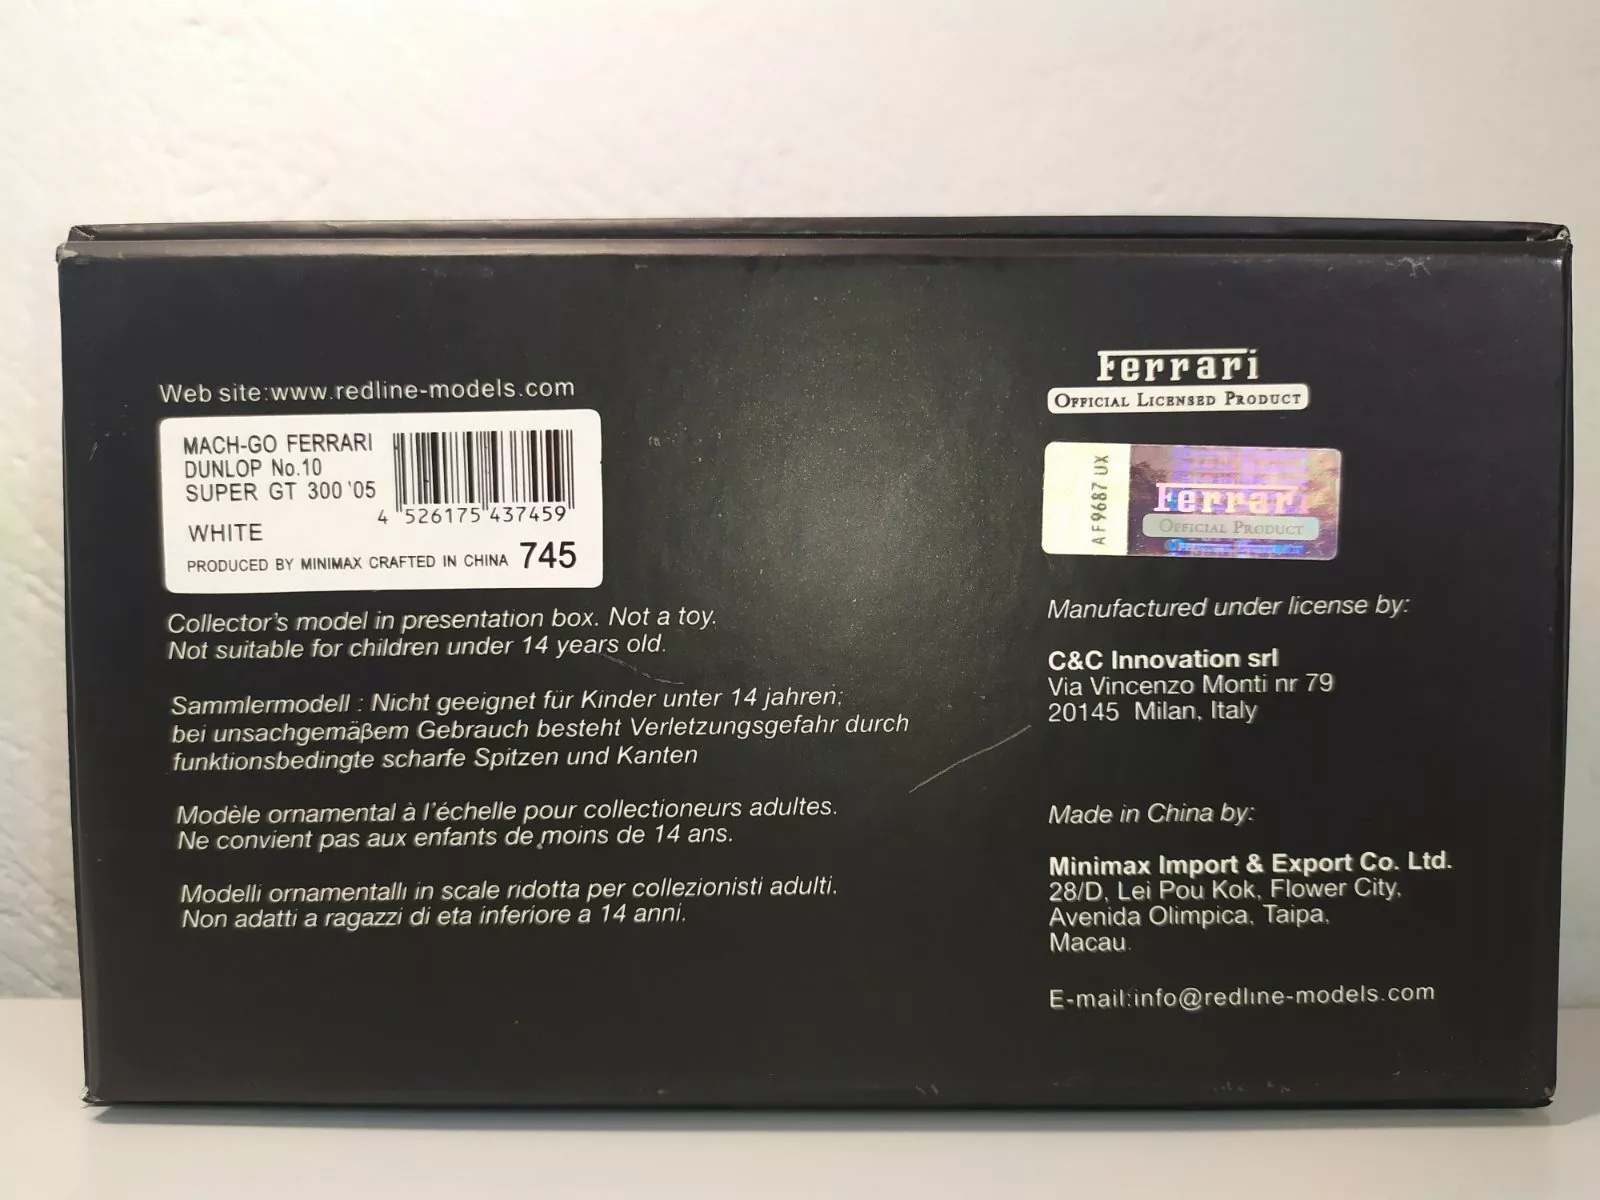 Web site:www.redline-models.com
MACH-GO FERRARI
DUNLOP No.10
SUPER GT 300 '05
WHITE
4 526175 437459
PRODUCED BY MINIMAX CRAFTED IN CHINA 745
Collector's model in presentation box. Not a toy.
Not suitable for children under 14 years old.
Sammlermodell : Nicht geeignet für Kinder unter 14 jahren;
bei unsachgemäßem Gebrauch besteht Verletzungsgefahr durch
funktionsbedingte scharfe Spitzen und Kanten
Modèle ornamental à l'échelle pour collectioneurs adultes.
Ne convient pas aux enfants de moins de 14 ans.
Modelli ornamentalli in scale ridotta per collezionisti adulti.
Non adatti a ragazzi di eta inferiore a 14 anni.
Ferrari
OFFICIAL LICENSED PRODUCT
AF9687 UX
Ferrari
OFFICIAL PRODUCT
Manufactured under license by:
C&C Innovation srl
Via Vincenzo Monti nr 79
20145 Milan, Italy
Made in China by:
Minimax Import & Export Co. Ltd.
28/D, Lei Pou Kok, Flower City,
Avenida Olimpica, Taipa,
Macau.
E-mail:info@redline-models.com